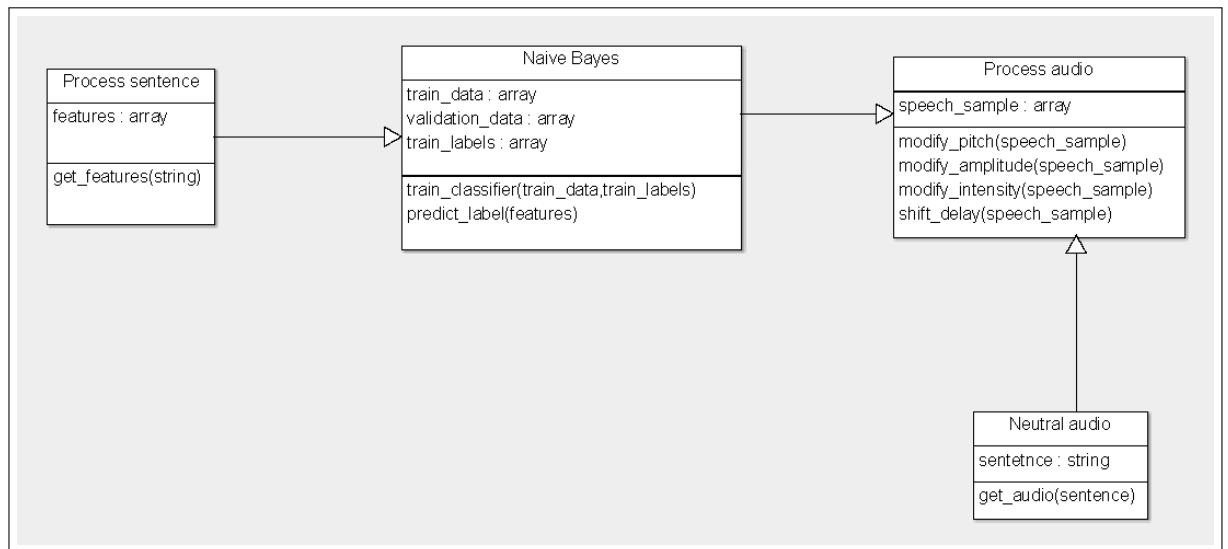 Process sentence
features : array
get_features(string)
Naive Bayes
train_data : array
validation_data : array
train_labels : array
train_classifier(train_data,train_labels)
predict_label(features)
Process audio
speech_sample : array
modify_pitch(speech_sample)
modify_amplitude(speech_sample)
modify_intensity(speech_sample)
shift_delay(speech_sample)
Neutral audio
sentetnce : string
get_audio(sentence)